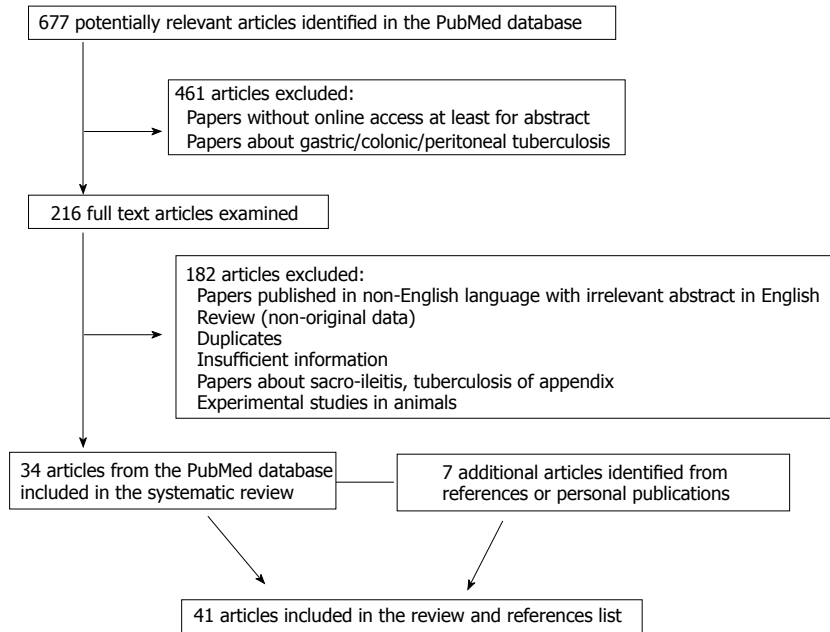 677 potentially relevant articles identified in the PubMed database
461 articles excluded:
Papers without online access at least for abstract
Papers about gastric/colonic/peritoneal tuberculosis
216 full text articles examined
182 articles excluded:
Papers published in non-English language with irrelevant abstract in English
Review (non-original data)
Duplicates
Insufficient information
Papers about sacro-ileitis, tuberculosis of appendix
Experimental studies in animals
34 articles from the PubMed database
included in the systematic review
7 additional articles identified from
references or personal publications
41 articles included in the review and references list